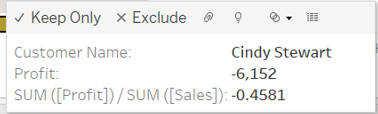 Keep Only Exclude
Customer Name: Cindy Stewart
Profit: -6,152
SUM ([Profit]) / SUM ([Sales]): -0.4581